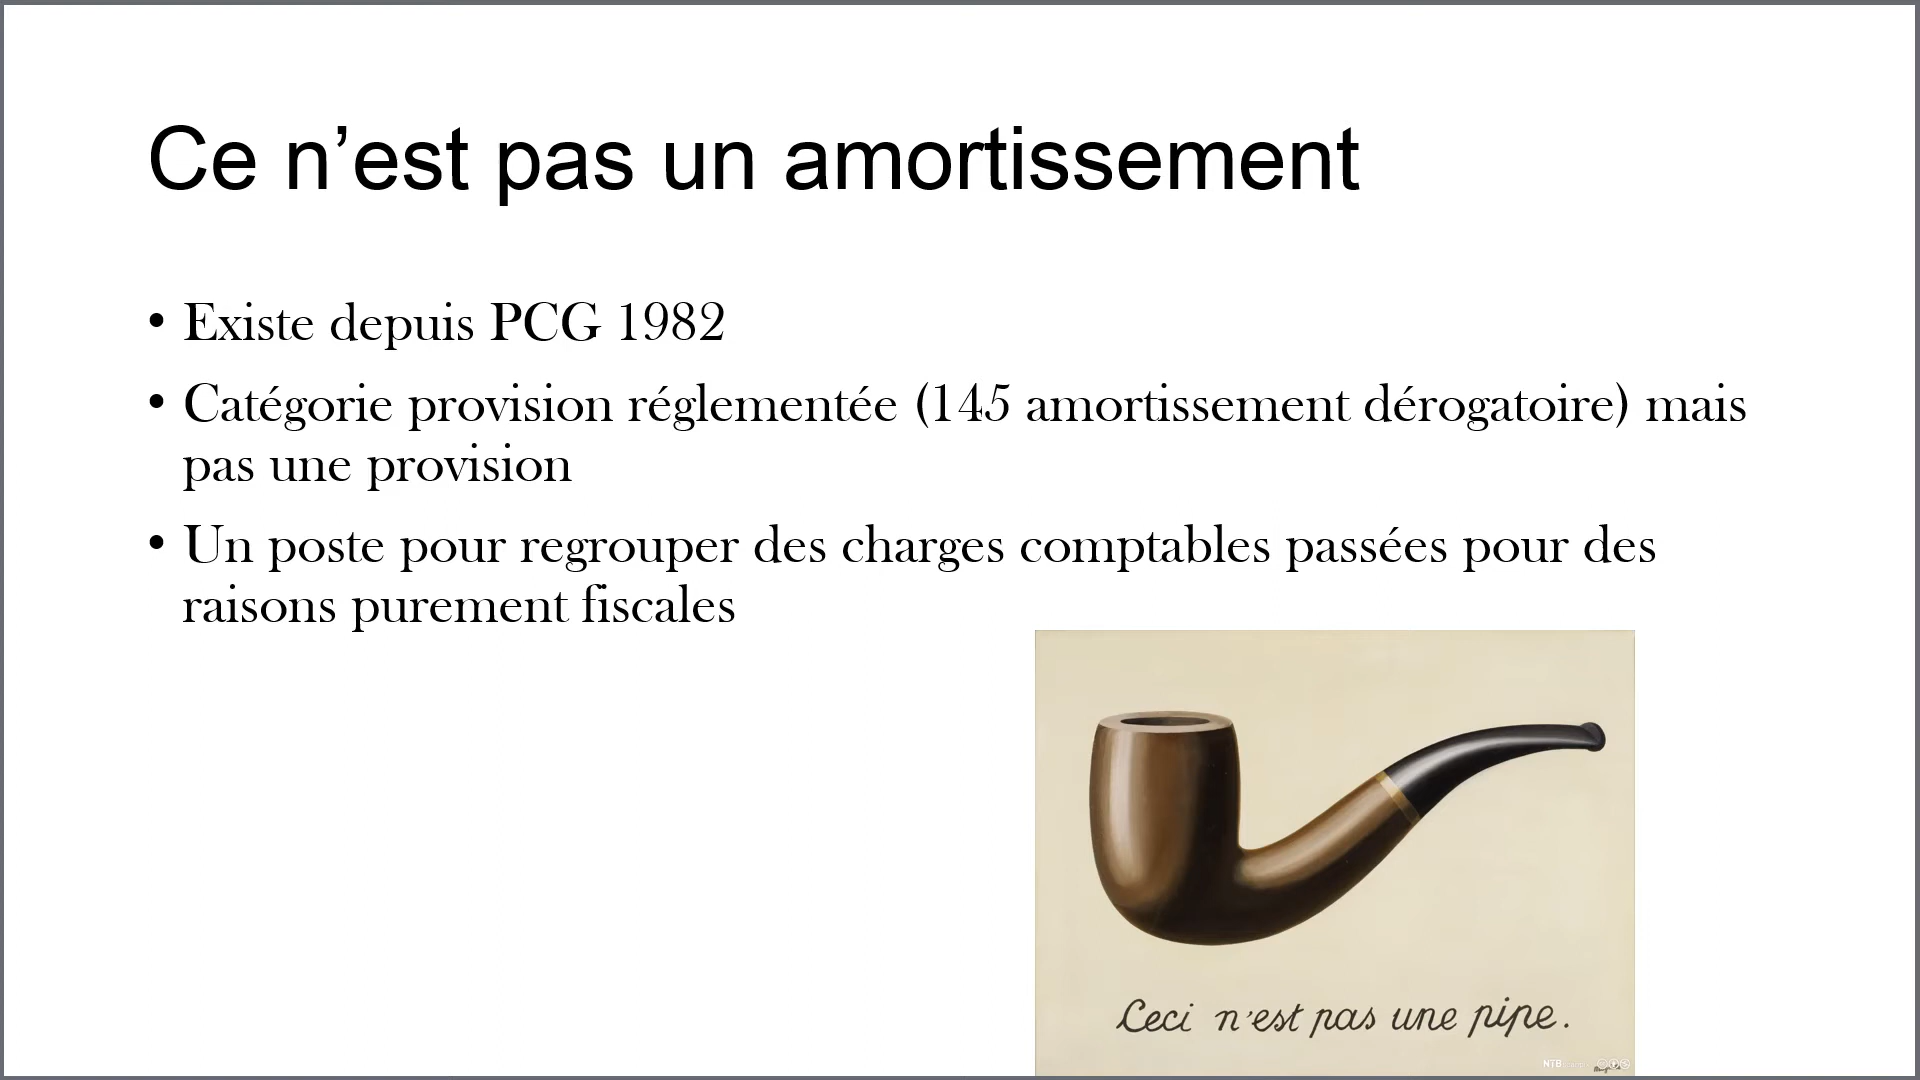 Ce n’est pas un amortissement
• Existe depuis PCG 1982
• Catégorie provision réglementée (145 amortissement dérogatoire) mais
pas une provision
• Un poste pour regrouper des charges comptables passées pour des
raisons purement fiscales
Ceci n'est pas une pipe.
NTB